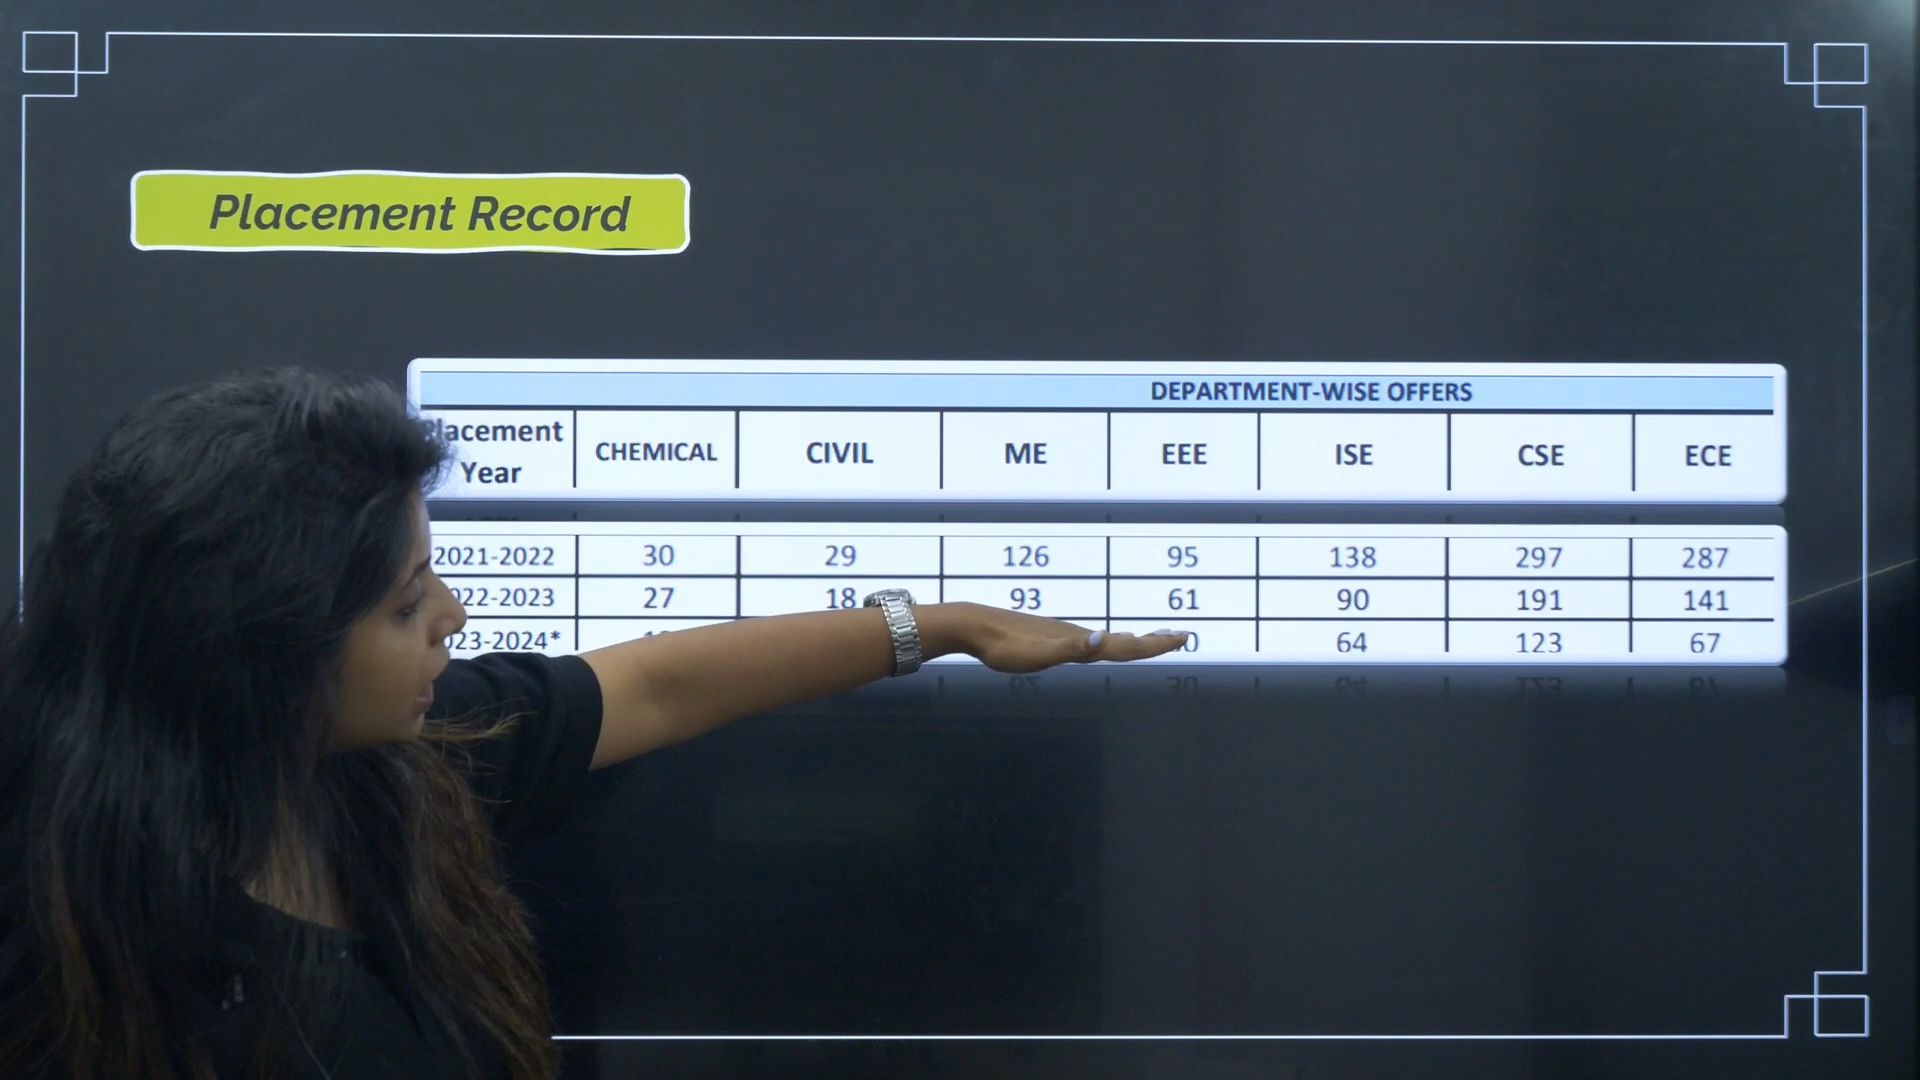 Placement Record
DEPARTMENT-WISE OFFERS
Placement Year CHEMICAL CIVIL ME EEE ISE CSE ECE
2021-2022 30 29 126 95 138 297 287
2022-2023 27 18 93 61 90 191 141
2023-2024* 64 123 67